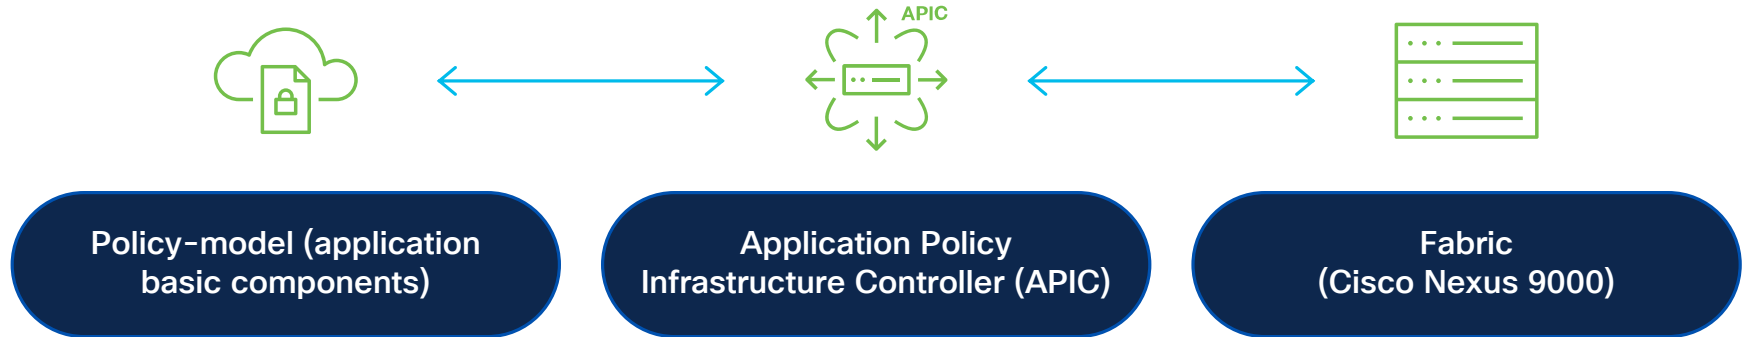 APIC
Policy-model (application
basic components)
Application Policy
Infrastructure Controller (APIC)
Fabric
(Cisco Nexus 9000)